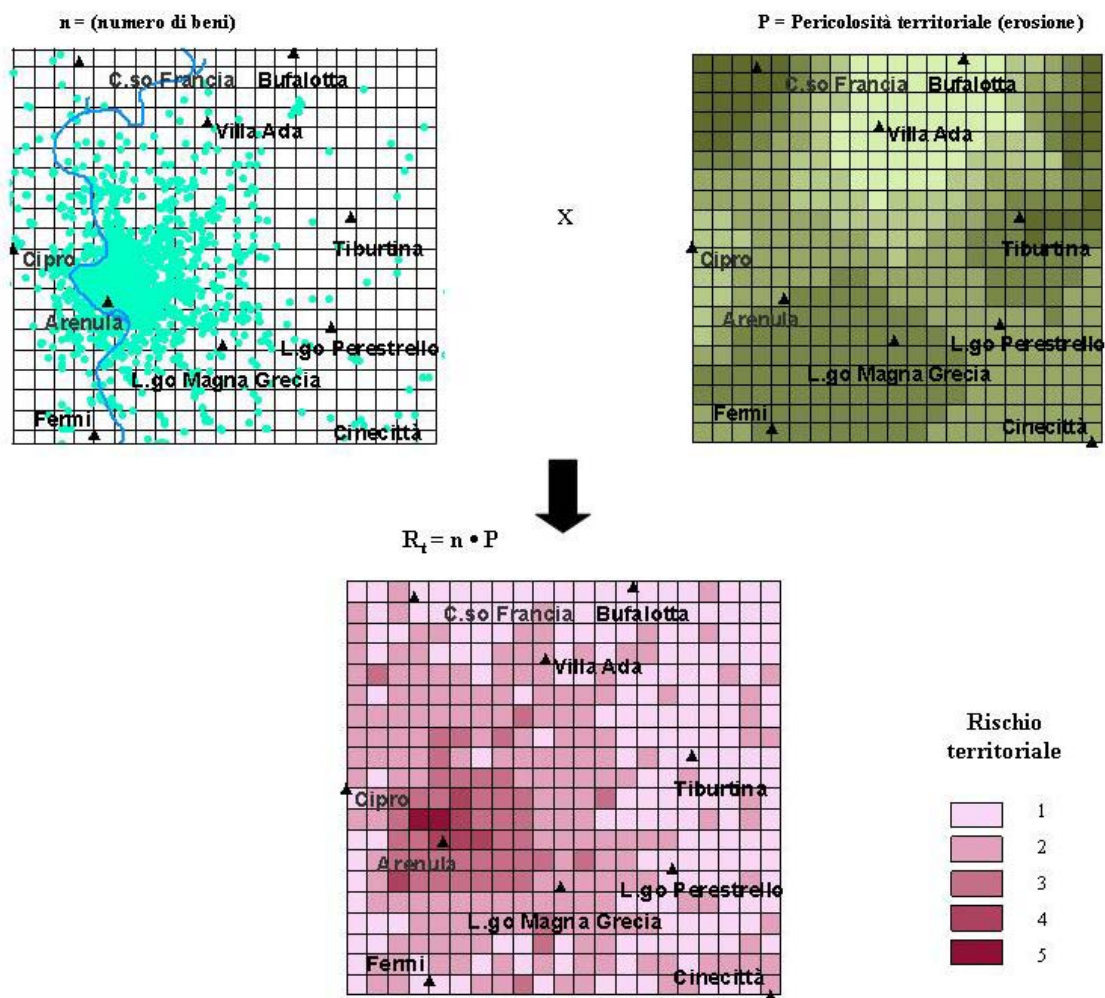 n = (numero di beni)
P = Pericolosità territoriale (erosione)
C.so Francia
Bufalotta
Villa Ada
Tiburtina
Cipro
Arenula
L.go Perestrello
L.go Magna Grecia
Fermi
Cinecittà
X
C.so Francia
Bufalotta
Villa Ada
Tiburtina
Cipro
Arenula
L.go Perestrello
L.go Magna Grecia
Fermi
Cinecittà
Rt = n • P
C.so Francia
Bufalotta
Villa Ada
Tiburtina
Cipro
Arenula
L.go Perestrello
L.go Magna Grecia
Fermi
Cinecittà
Rischio
territoriale
1
2
3
4
5